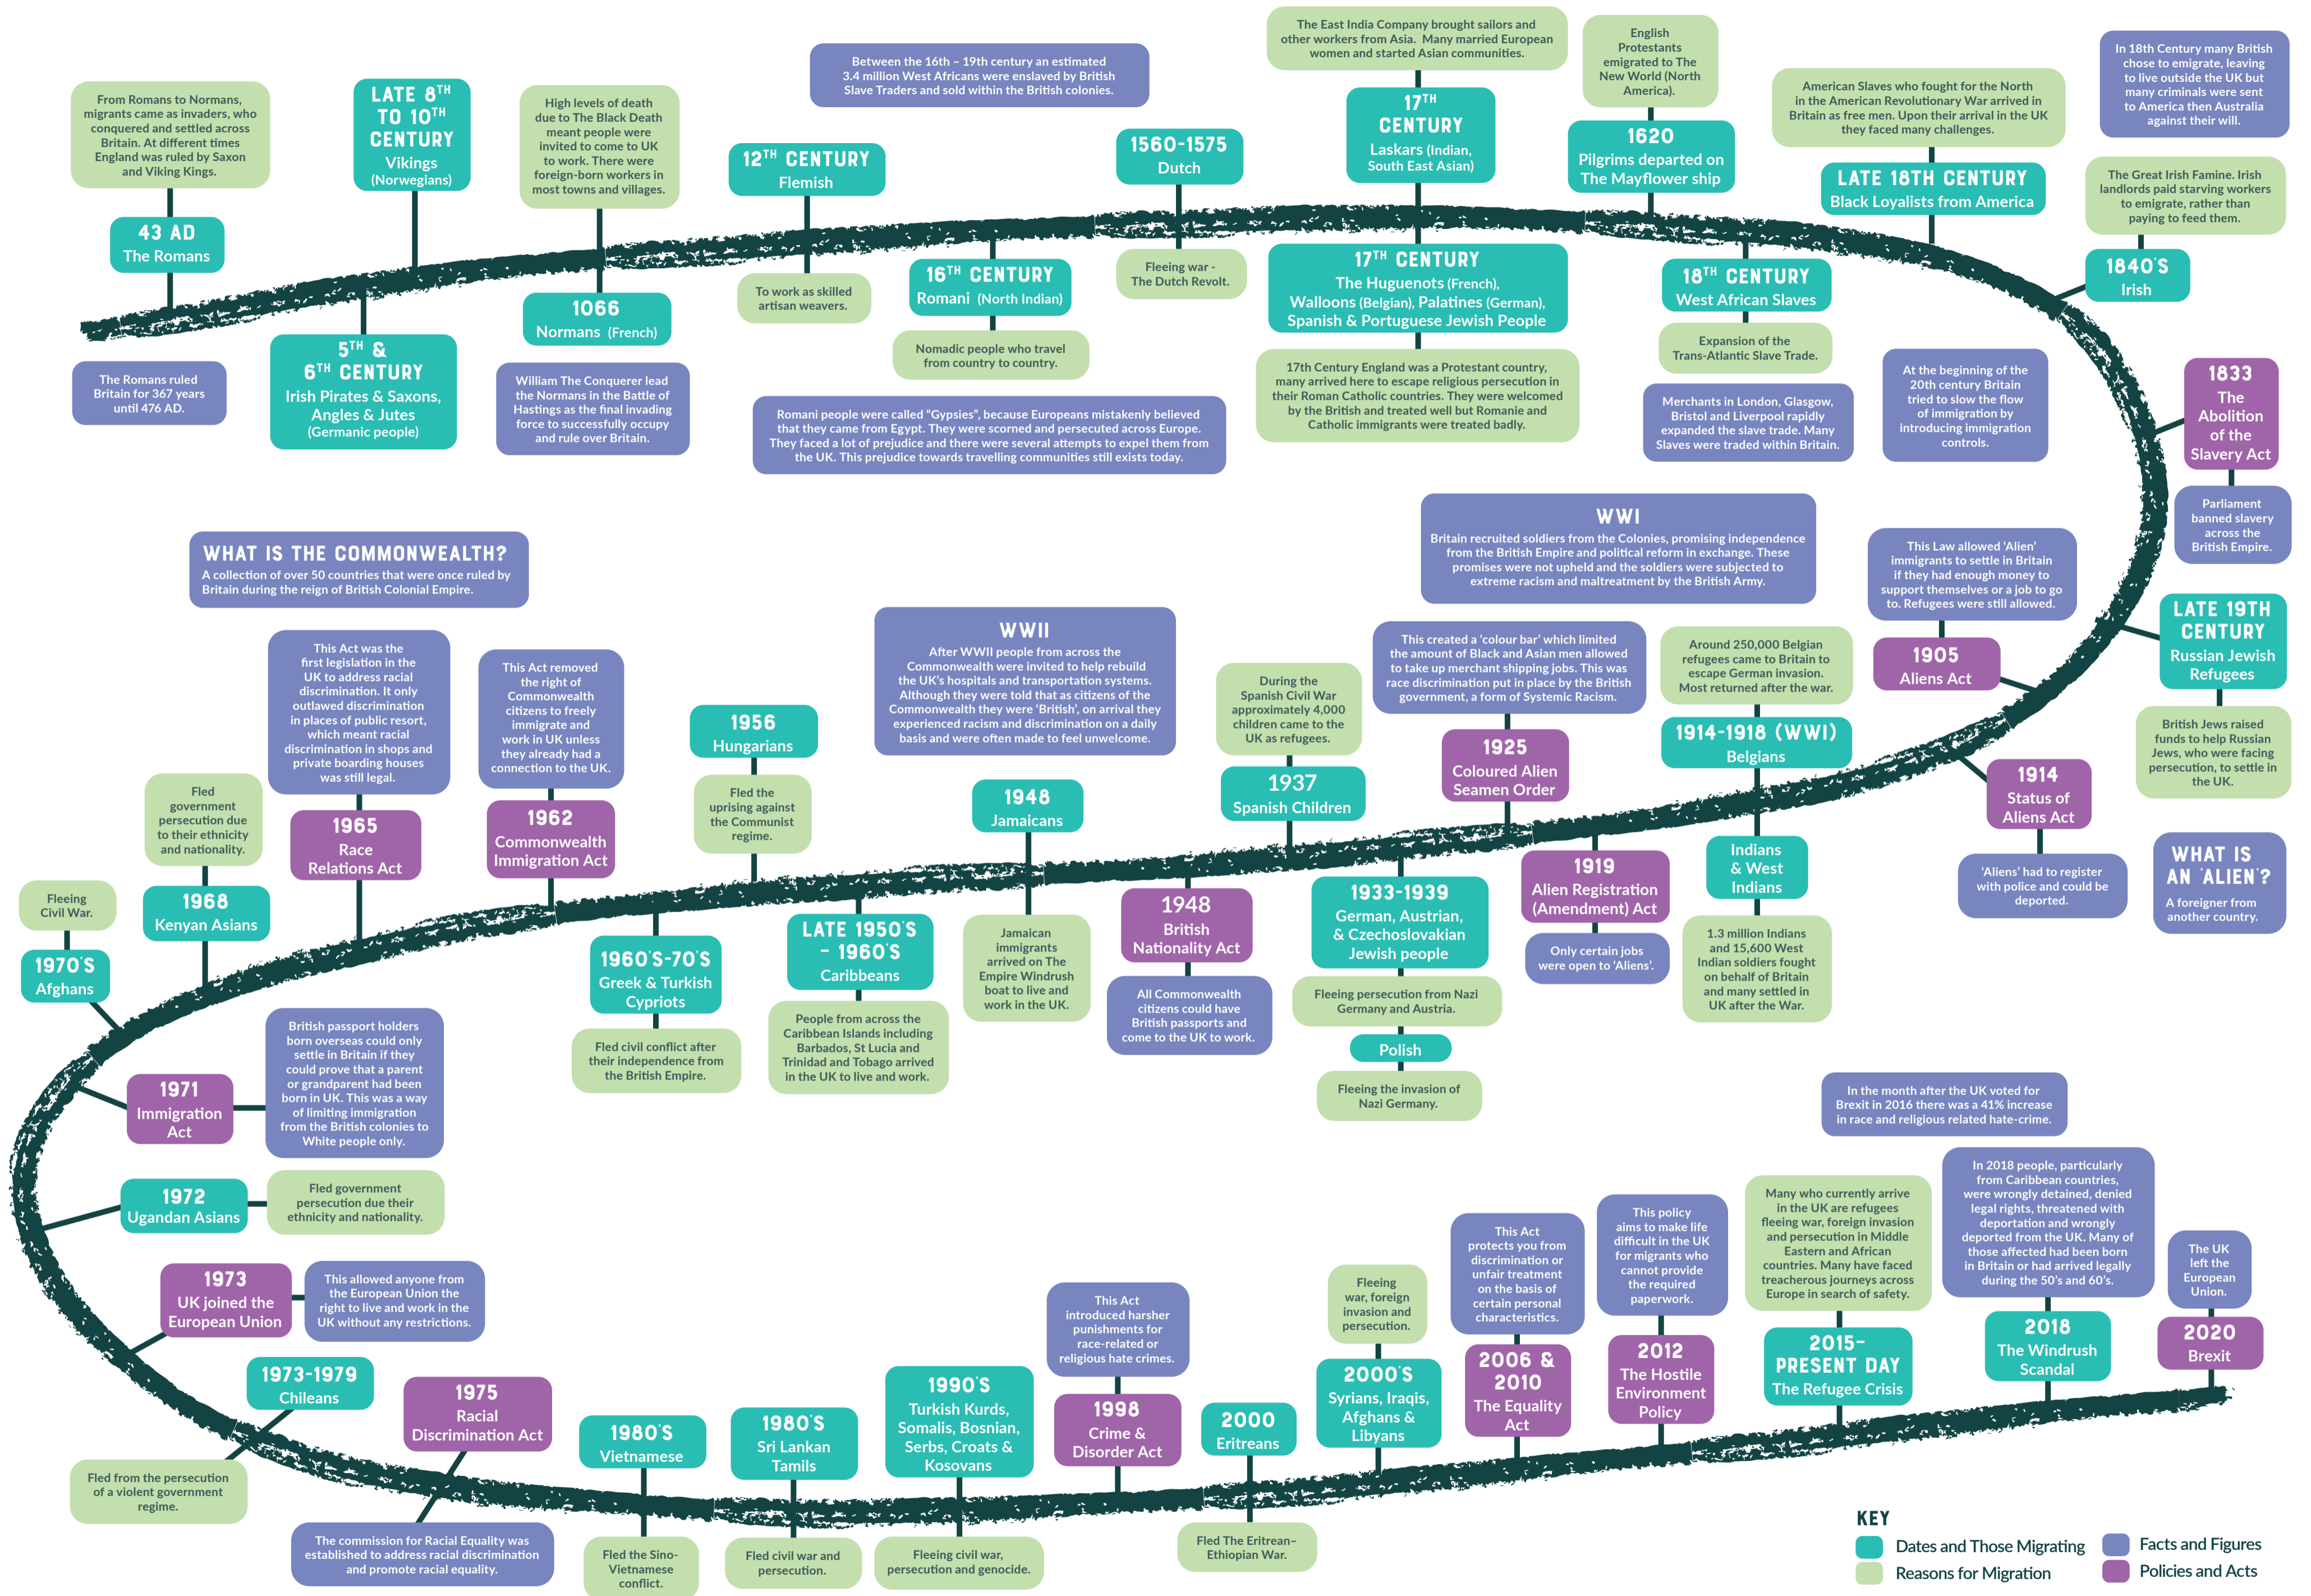 From Romans to Normans,
migrants came as invaders, who
conquered and settled across
Britain. At different times
England was ruled by Saxon
and Viking Kings.
43 AD
The Romans
The Romans ruled
Britain for 367 years
until 476 AD.
LATE 8TH
TO 10TH
CENTURY
Vikings
(Norwegians)
5TH &
6TH CENTURY
Irish Pirates & Saxons,
Angles & Jutes
(Germanic people)
High levels of death
due to The Black Death
meant people were
invited to come to UK
to work. There were
foreign-born workers in
most towns and villages.
1066
Normans (French)
William The Conquerer lead
the Normans in the Battle of
Hastings as the final invading
force to successfully occupy
and rule over Britain.
Between the 16th – 19th century an estimated
3.4 million West Africans were enslaved by British
Slave Traders and sold within the British colonies.
12TH CENTURY
Flemish
To work as skilled
artisan weavers.
16TH CENTURY
Romani (North Indian)
Nomadic people who travel
from country to country.
Romani people were called “Gypsies”, because Europeans mistakenly believed
that they came from Egypt. They were scorned and persecuted across Europe.
They faced a lot of prejudice and there were several attempts to expel them from
the UK. This prejudice towards travelling communities still exists today.
1560-1575
Dutch
Fleeing war -
The Dutch Revolt.
The East India Company brought sailors and
other workers from Asia. Many married European
women and started Asian communities.
17TH
CENTURY
Laskars (Indian,
South East Asian)
17TH CENTURY
The Huguenots (French),
Walloons (Belgian), Palatines (German),
Spanish & Portuguese Jewish People
17th Century England was a Protestant country,
many arrived here to escape religious persecution in
their Roman Catholic countries. They were welcomed
by the British and treated well but Romanie and
Catholic immigrants were treated badly.
English
Protestants
emigrated to The
New World (North
America).
1620
Pilgrims departed on
The Mayflower ship
18TH CENTURY
West African Slaves
Expansion of the
Trans-Atlantic Slave Trade.
Merchants in London, Glasgow,
Bristol and Liverpool rapidly
expanded the slave trade. Many
Slaves were traded within Britain.
American Slaves who fought for the North
in the American Revolutionary War arrived in
Britain as free men. Upon their arrival in the UK
they faced many challenges.
LATE 18TH CENTURY
Black Loyalists from America
In 18th Century many British
chose to emigrate, leaving
to live outside the UK but
many criminals were sent
to America then Australia
against their will.
The Great Irish Famine. Irish
landlords paid starving workers
to emigrate, rather than
paying to feed them.
1840'S
Irish
At the beginning of the
20th century Britain
tried to slow the flow
of immigration by
introducing immigration
controls.
1833
The
Abolition
of the
Slavery Act
Parliament
banned slavery
across the
British Empire.
LATE 19TH
CENTURY
Russian Jewish
Refugees
British Jews raised
funds to help Russian
Jews, who were facing
persecution, to settle in
the UK.
This Law allowed ‘Alien’
immigrants to settle in Britain
if they had enough money to
support themselves or a job to go
to. Refugees were still allowed.
1905
Aliens Act
1914
Status of
Aliens Act
‘Aliens’ had to register
with police and could be
deported.
WHAT IS
AN 'ALIEN'?
A foreigner from
another country.
WWI
Britain recruited soldiers from the Colonies, promising independence
from the British Empire and political reform in exchange. These
promises were not upheld and the soldiers were subjected to
extreme racism and maltreatment by the British Army.
Around 250,000 Belgian
refugees came to Britain to
escape German invasion.
Most returned after the war.
1914-1918 (WWI)
Belgians
Indians
& West
Indians
1.3 million Indians
and 15,600 West
Indian soldiers fought
on behalf of Britain
and many settled in
UK after the War.
This created a ‘colour bar’ which limited
the amount of Black and Asian men allowed
to take up merchant shipping jobs. This was
race discrimination put in place by the British
government, a form of Systemic Racism.
1925
Coloured Alien
Seamen Order
1919
Alien Registration
(Amendment) Act
Only certain jobs
were open to ‘Aliens’.
During the
Spanish Civil War
approximately 4,000
children came to the
UK as refugees.
1937
Spanish Children
1933-1939
German, Austrian,
& Czechoslovakian
Jewish people
Fleeing persecution from Nazi
Germany and Austria.
Polish
Fleeing the invasion of
Nazi Germany.
WWII
After WWII people from across the
Commonwealth were invited to help rebuild
the UK’s hospitals and transportation systems.
Although they were told that as citizens of the
Commonwealth they were ‘British’, on arrival they
experienced racism and discrimination on a daily
basis and were often made to feel unwelcome.
1948
Jamaicans
Jamaican
immigrants
arrived on The
Empire Windrush
boat to live and
work in the UK.
1948
British
Nationality Act
All Commonwealth
citizens could have
British passports and
come to the UK to work.
1956
Hungarians
Fled the
uprising against
the Communist
regime.
LATE 1950'S
– 1960'S
Caribbeans
People from across the
Caribbean Islands including
Barbados, St Lucia and
Trinidad and Tobago arrived
in the UK to live and work.
1960'S-70'S
Greek & Turkish
Cypriots
Fled civil conflict after
their independence from
the British Empire.
WHAT IS THE COMMONWEALTH?
A collection of over 50 countries that were once ruled by
Britain during the reign of British Colonial Empire.
This Act removed
the right of
Commonwealth
citizens to freely
immigrate and
work in UK unless
they already had a
connection to the UK.
1962
Commonwealth
Immigration Act
This Act was the
first legislation in the
UK to address racial
discrimination. It only
outlawed discrimination
in places of public resort,
which meant racial
discrimination in shops and
private boarding houses
was still legal.
1965
Race
Relations Act
Fled
government
persecution due
to their ethnicity
and nationality.
1968
Kenyan Asians
Fleeing
Civil War.
1970'S
Afghans
1971
Immigration
Act
British passport holders
born overseas could only
settle in Britain if they
could prove that a parent
or grandparent had been
born in UK. This was a way
of limiting immigration
from the British colonies to
White people only.
1972
Ugandan Asians
Fled government
persecution due their
ethnicity and nationality.
1973
UK joined the
European Union
This allowed anyone from
the European Union the
right to live and work in the
UK without any restrictions.
1973-1979
Chileans
Fled from the persecution
of a violent government
regime.
1975
Racial
Discrimination Act
The commission for Racial Equality was
established to address racial discrimination
and promote racial equality.
1980'S
Vietnamese
Fled the Sino-
Vietnamese
conflict.
1980'S
Sri Lankan
Tamils
Fled civil war and
persecution.
1990'S
Turkish Kurds,
Somalis, Bosnian,
Serbs, Croats &
Kosovans
Fleeing civil war,
persecution and genocide.
This Act
introduced harsher
punishments for
race-related or
religious hate crimes.
1998
Crime &
Disorder Act
2000
Eritreans
Fled The Eritrean–
Ethiopian War.
Fleeing
war, foreign
invasion and
persecution.
2000'S
Syrians, Iraqis,
Afghans &
Libyans
This Act
protects you from
discrimination or
unfair treatment
on the basis of
certain personal
characteristics.
2006 &
2010
The Equality
Act
This policy
aims to make life
difficult in the UK
for migrants who
cannot provide
the required
paperwork.
2012
The Hostile
Environment
Policy
In the month after the UK voted for
Brexit in 2016 there was a 41% increase
in race and religious related hate-crime.
Many who currently arrive
in the UK are refugees
fleeing war, foreign invasion
and persecution in Middle
Eastern and African
countries. Many have faced
treacherous journeys across
Europe in search of safety.
2015-
PRESENT DAY
The Refugee Crisis
In 2018 people, particularly
from Caribbean countries,
were wrongly detained, denied
legal rights, threatened with
deportation and wrongly
deported from the UK. Many of
those affected had been born
in Britain or had arrived legally
during the 50’s and 60’s.
2018
The Windrush
Scandal
The UK
left the
European
Union.
2020
Brexit
KEY
Dates and Those Migrating
Reasons for Migration
Facts and Figures
Policies and Acts